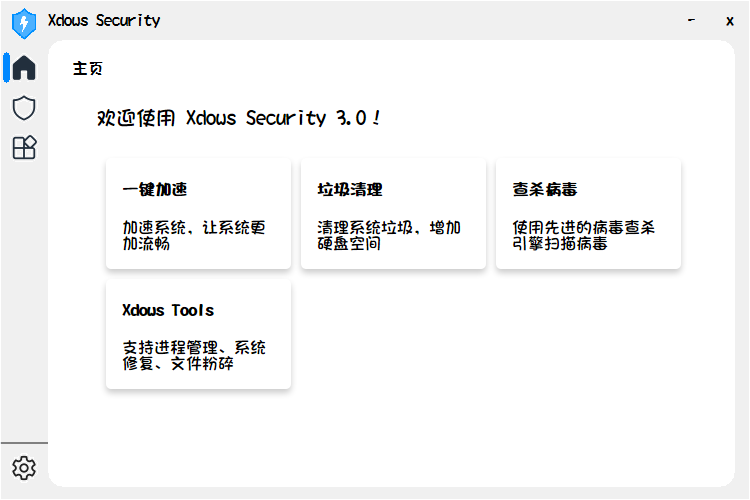 Xdows Security
主页
欢迎使用 Xdows Security 3.0！
一键加速
加速系统，让系统更
加流畅
垃圾清理
清理系统垃圾，增加
硬盘空间
查杀病毒
使用先进的病毒查杀
引擎扫描病毒
Xdows Tools
支持进程管理、系统
修复、文件粉碎